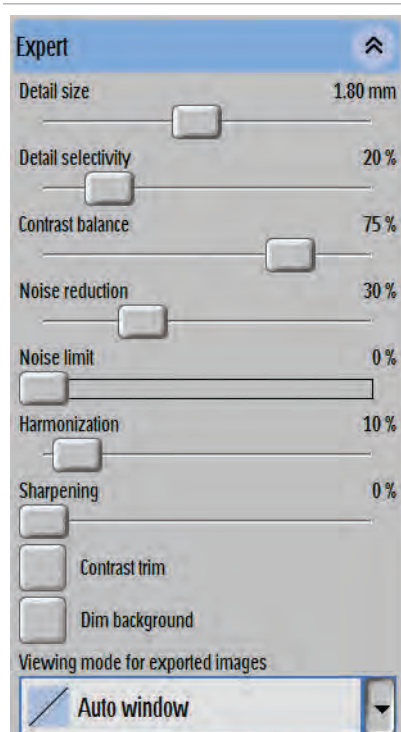 Expert
Detail size 1.80 mm
Detail selectivity 20 %
Contrast balance 75 %
Noise reduction 30 %
Noise limit 0 %
Harmonization 10 %
Sharpening 0 %
Contrast trim
Dim background
Viewing mode for exported images
Auto window